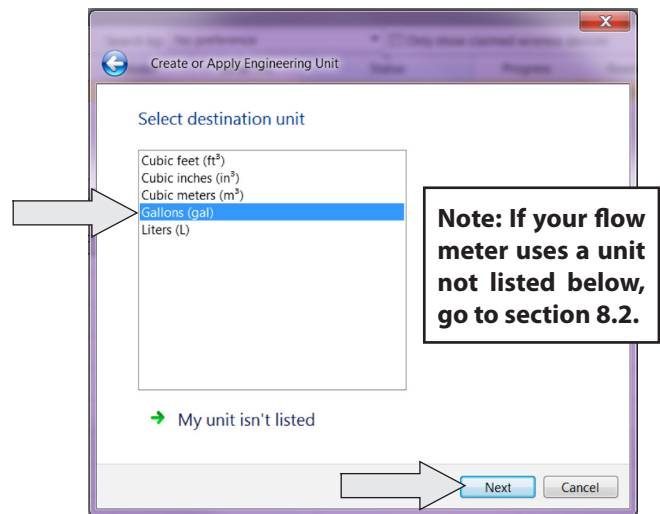 Create or Apply Engineering Unit
Select destination unit
Cubic feet (ft³)
Cubic inches (in³)
Cubic meters (m³)
Gallons (gal)
Liters (L)
Note: If your flow
meter uses a unit
not listed below,
go to section 8.2.
My unit isn't listed
Next Cancel